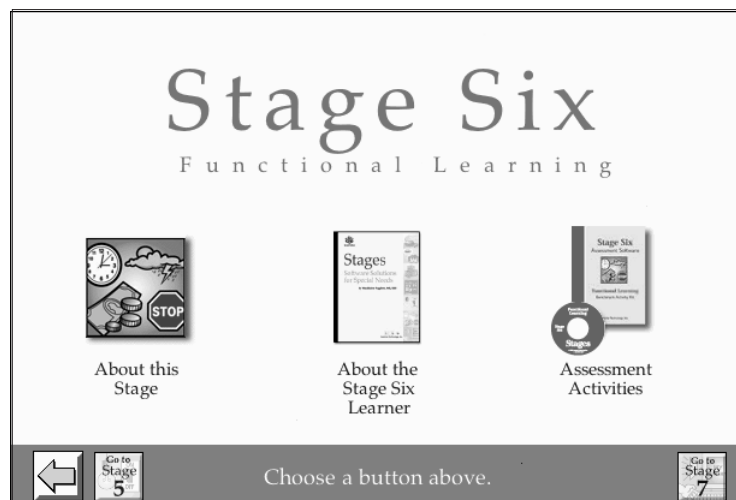 Stage Six
Functional Learning
STOP
Stages
Software Solutions
for Special Needs
Stage Six
Assessment Software
Functional Learning
Stages
About this
Stage
About the
Stage Six
Learner
Assessment
Activities
Go to
Stage
5
Choose a button above.
Go to
Stage
7